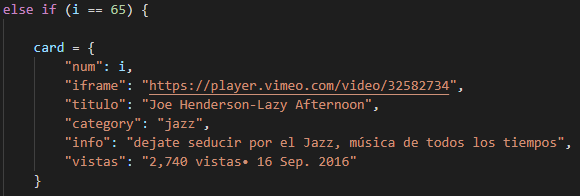 else if (i == 65) {
card = {
"num": i,
"iframe": "https://player.vimeo.com/video/32582734",
"titulo": "Joe Henderson-Lazy Afternoon",
"category": "jazz",
"info": "dejate seducir por el Jazz, música de todos los tiempos",
"vistas": "2,740 vistas• 16 Sep. 2016"
}